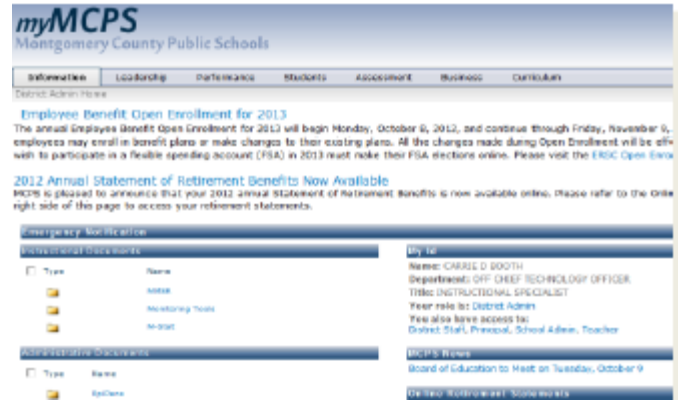 myMCPS
Montgomery County Public Schools
Information Leadership Performance Students Assessment Business Curriculum
District Admin Home
Employee Benefit Open Enrollment for 2013
The annual Employee Benefit Open Enrollment for 2013 will begin Monday, October 8, 2012, and continue through Friday, November 9,
employees may enroll in benefit plans or make changes to their existing plans. All the changes made during Open Enrollment will be effe
wish to participate in a flexible spending account (FSA) in 2013 must make their FSA elections online. Please visit the ERSC Open Enro
2012 Annual Statement of Retirement Benefits Now Available
MCPS is pleased to announce that your 2012 annual Statement of Retirement Benefits is now available online. Please refer to the Onlin
right side of this page to access your retirement statements.
Emergency Notification
Instructional Documents
Type Name
Monitoring Tools
M-Stat
Administrative Documents
Type Name
My Id
Name: CARRIE D BOOTH
Department: OFF CHIEF TECHNOLOGY OFFICER
Title: INSTRUCTIONAL SPECIALIST
Your role is: District Admin
You also have access to:
District Staff, Principal, School Admin, Teacher
MCPS News
Board of Education to Meet on Tuesday, October 9
Online Retirement Statements